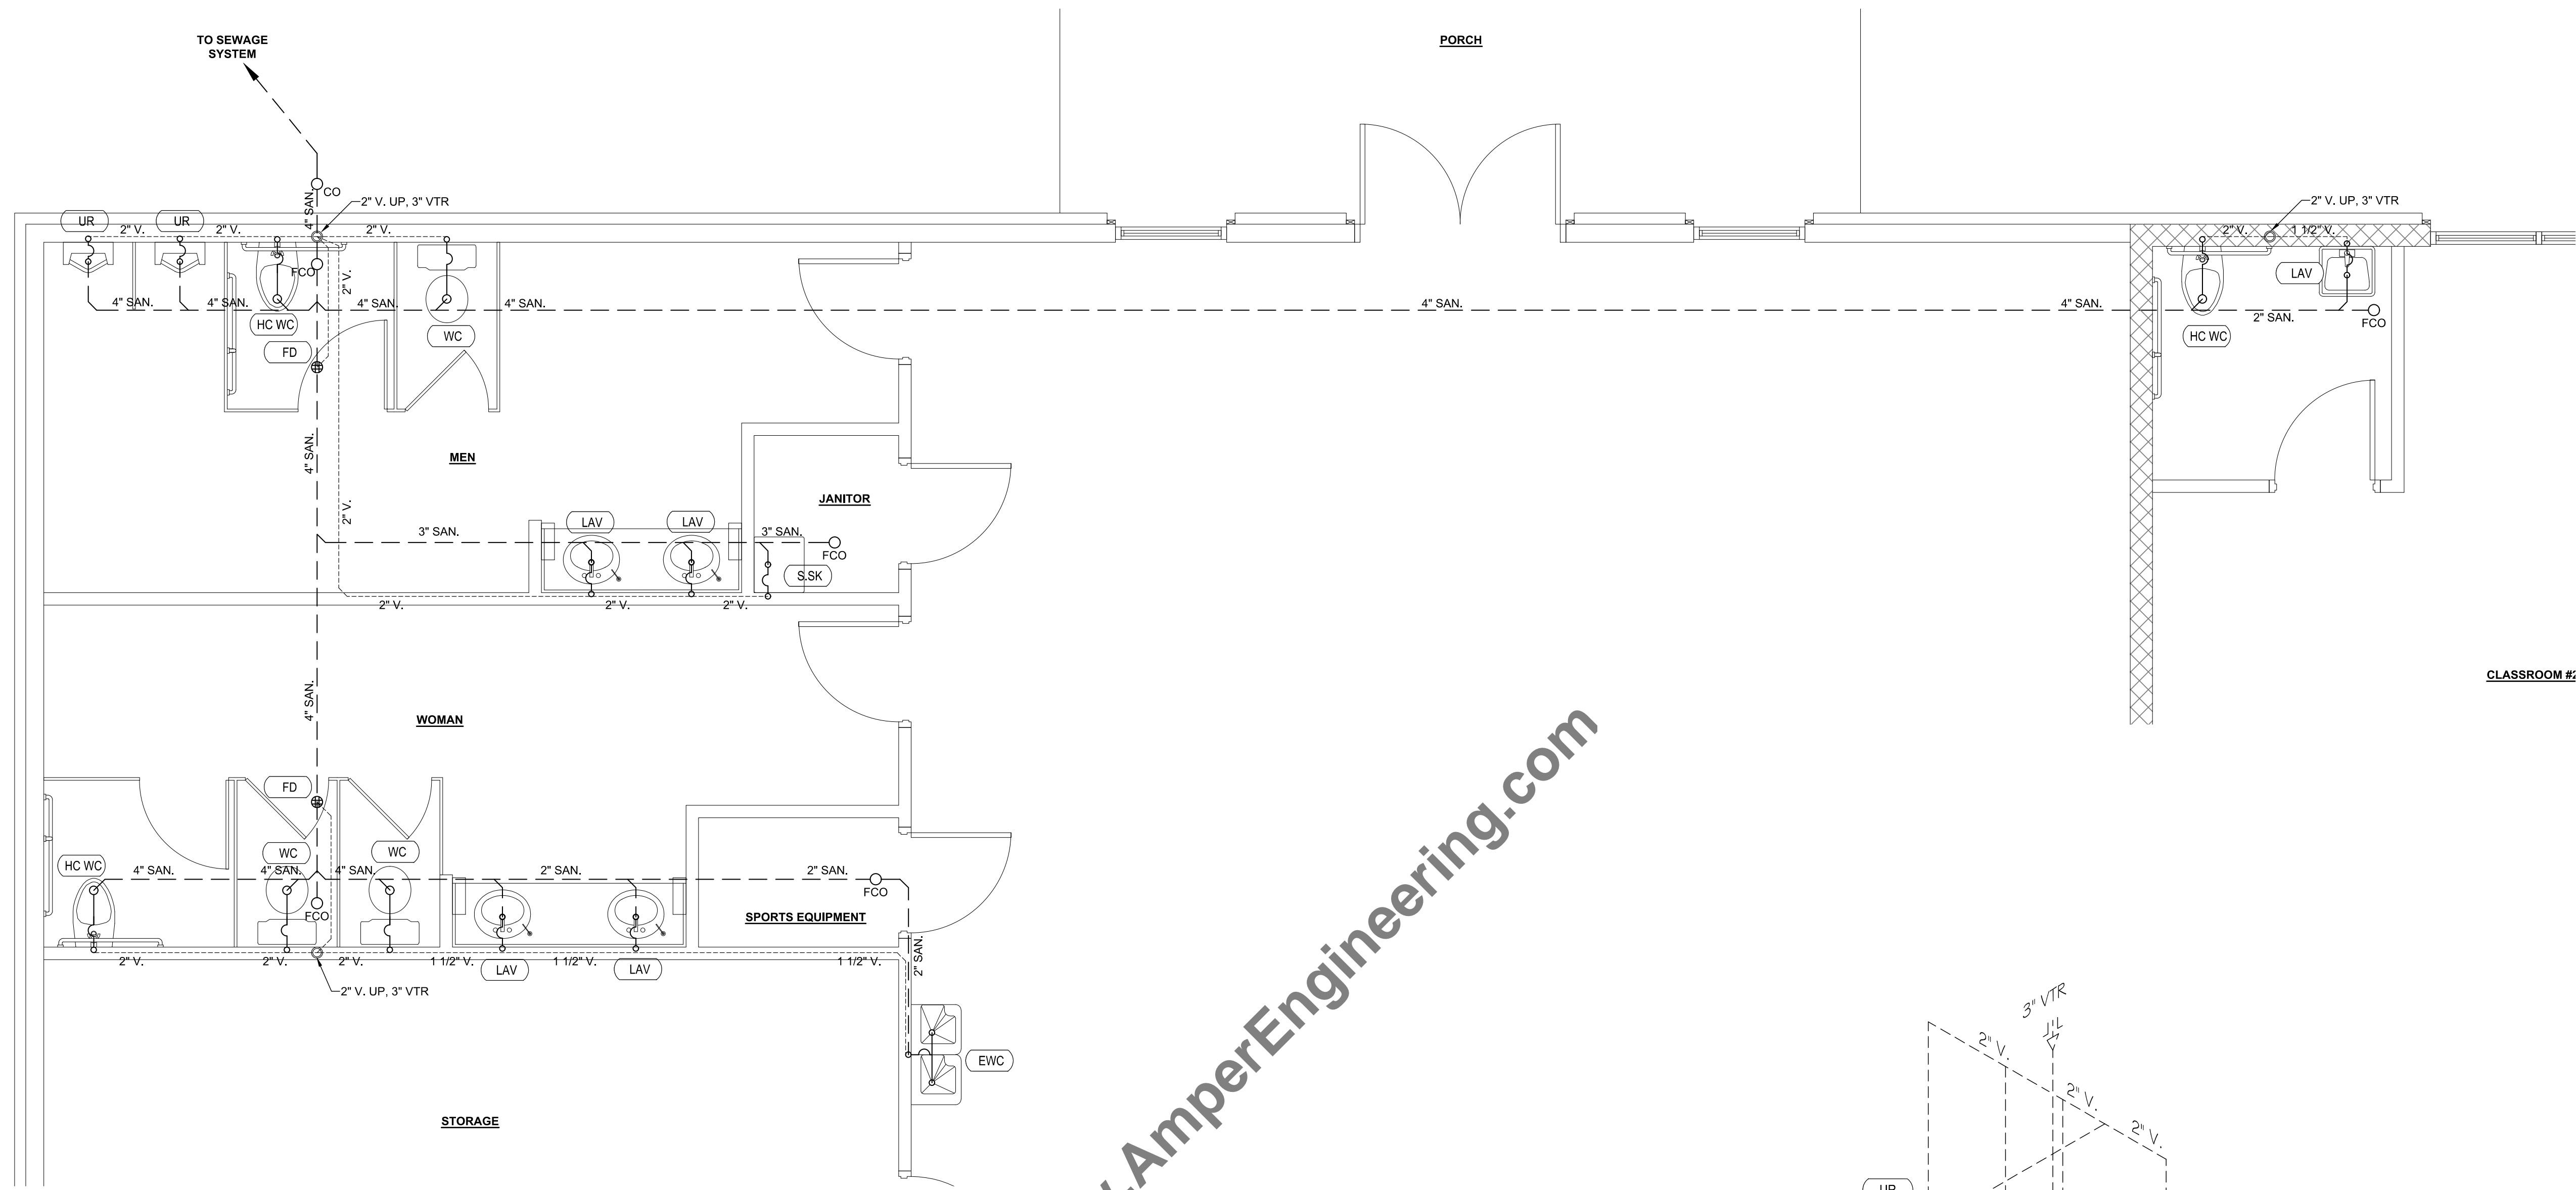 TO SEWAGE
SYSTEM
PORCH
CO
4" SAN.
2" V. UP, 3" VTR
2" V. UP, 3" VTR
UR
UR
2" V.
2" V.
2" V.
2" V.
1 1/2" V.
FCO
2" V.
LAV
4" SAN.
4" SAN.
4" SAN.
4" SAN.
4" SAN.
4" SAN.
2" SAN.
FCO
HC WC
WC
HC WC
FD
4" SAN.
MEN
2" V.
JANITOR
LAV
LAV
3" SAN.
3" SAN.
FCO
S.SK
2" V.
2" V.
2" V.
CLASSROOM #2
4" SAN.
WOMAN
FD
WC
WC
HC WC
4" SAN.
4" SAN.
4" SAN.
2" SAN.
2" SAN.
FCO
FCO
SPORTS EQUIPMENT
2" SAN.
2" V.
2" V.
2" V.
1 1/2" V.
1 1/2" V.
1 1/2" V.
LAV
LAV
2" V. UP, 3" VTR
EWC
STORAGE
3" VTR
2" V.
2" V.
2" V.
UR
.AmperEngineering.com